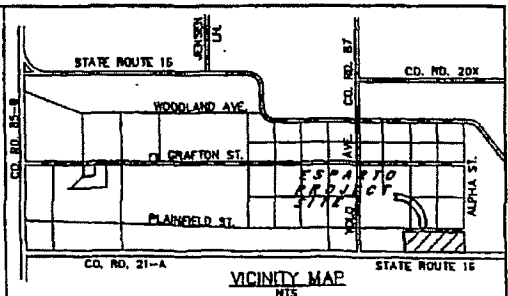 JENSEN LN.
STATE ROUTE 16
CO. RD. 87
CO. RD. 20X
CO. RD. 85-B
WOODLAND AVE.
GRAFTON ST.
YOLO AVE
ESPARTO
PROJECT
SITE
ALPHA ST.
PLAINFIELD ST.
CO. RD. 21-A
STATE ROUTE 16
VICINITY MAP
NTS